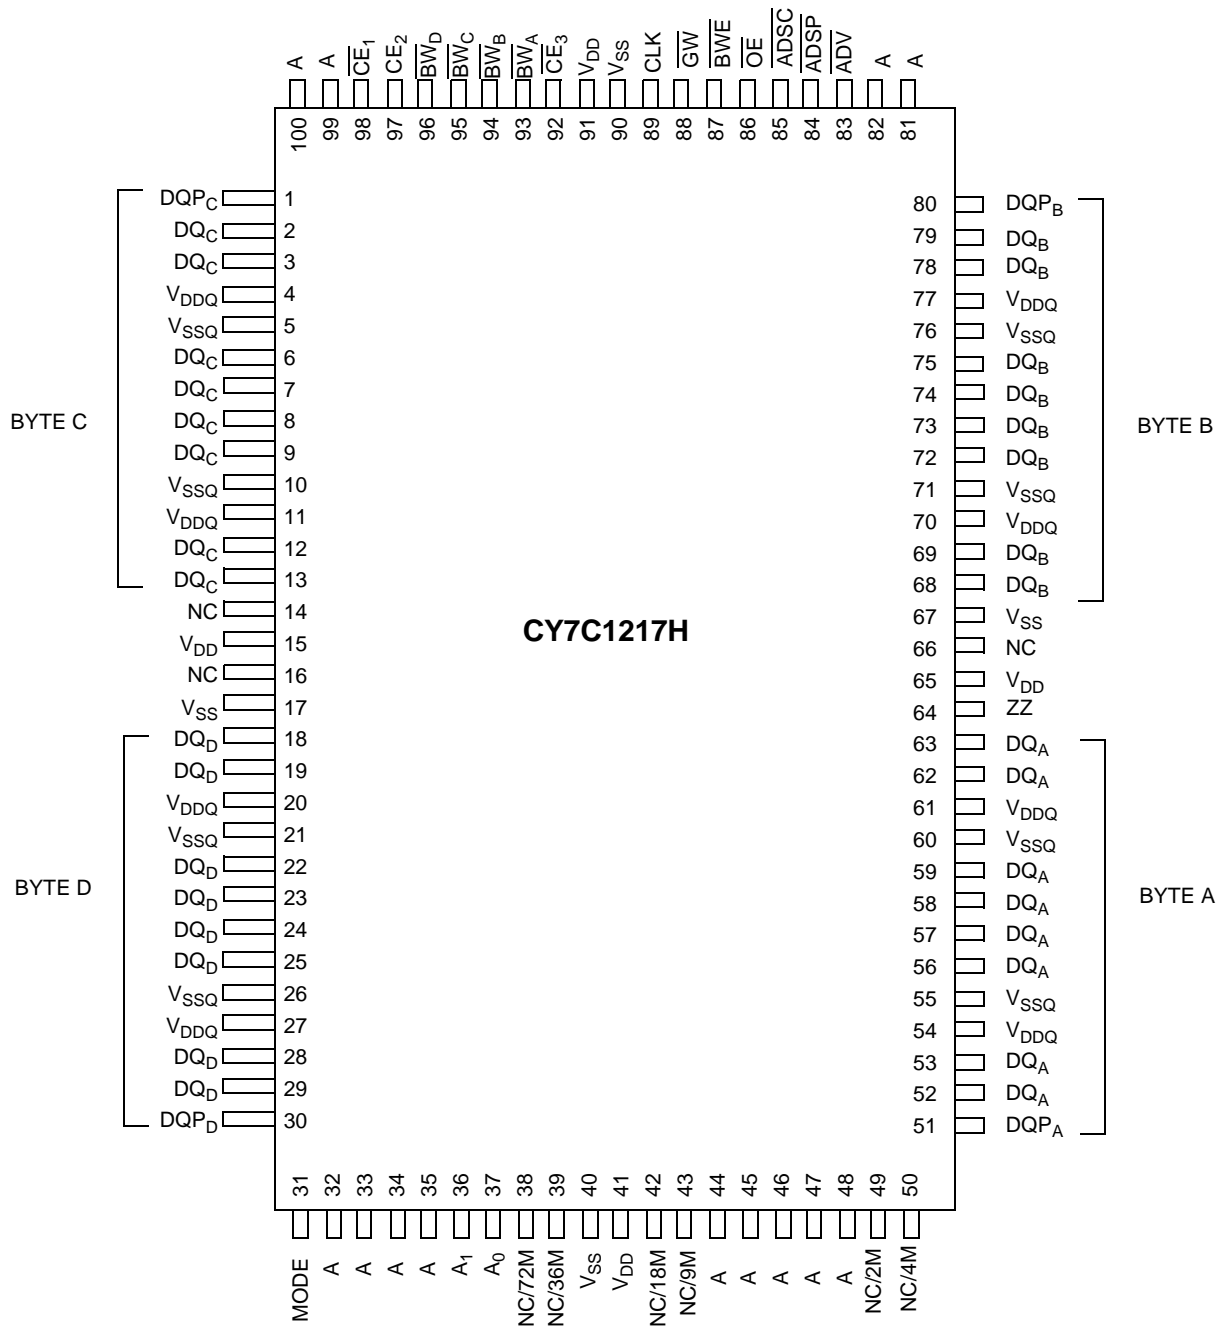 A A CE1 CE2 BWD BWC BWB BWA CE3 VDD VSS CLK GW BWE OE ADSC ADSP ADV A A
100 99 98 97 96 95 94 93 92 91 90 89 88 87 86 85 84 83 82 81
DQPC 1
DQC 2
DQC 3
VDDQ 4
VSSQ 5
DQC 6
DQC 7
DQC 8
DQC 9
VSSQ 10
VDDQ 11
DQC 12
DQC 13
NC 14
VDD 15
NC 16
VSS 17
DQD 18
DQD 19
VDDQ 20
VSSQ 21
DQD 22
DQD 23
DQD 24
DQD 25
VSSQ 26
VDDQ 27
DQD 28
DQD 29
DQPD 30
BYTE C
BYTE D
CY7C1217H
80 DQPB
79 DQB
78 DQB
77 VDDQ
76 VSSQ
75 DQB
74 DQB
73 DQB
72 DQB
71 VSSQ
70 VDDQ
69 DQB
68 DQB
67 VSS
66 NC
65 VDD
64 ZZ
63 DQA
62 DQA
61 VDDQ
60 VSSQ
59 DQA
58 DQA
57 DQA
56 DQA
55 VSSQ
54 VDDQ
53 DQA
52 DQA
51 DQPA
BYTE B
BYTE A
31 32 33 34 35 36 37 38 39 40 41 42 43 44 45 46 47 48 49 50
MODE A A A A A1 A0 NC/72M NC/36M VSS VDD NC/18M NC/9M A A A A A NC/2M NC/4M